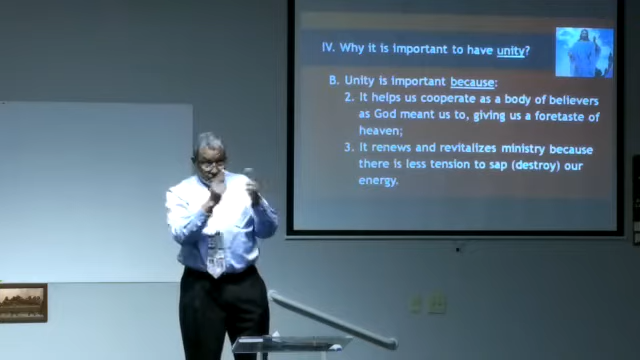 IV. Why it is important to have unity?
B. Unity is important because:
2. It helps us cooperate as a body of believers
as God meant us to, giving us a foretaste of
heaven;
3. It renews and revitalizes ministry because
there is less tension to sap (destroy) our
energy.